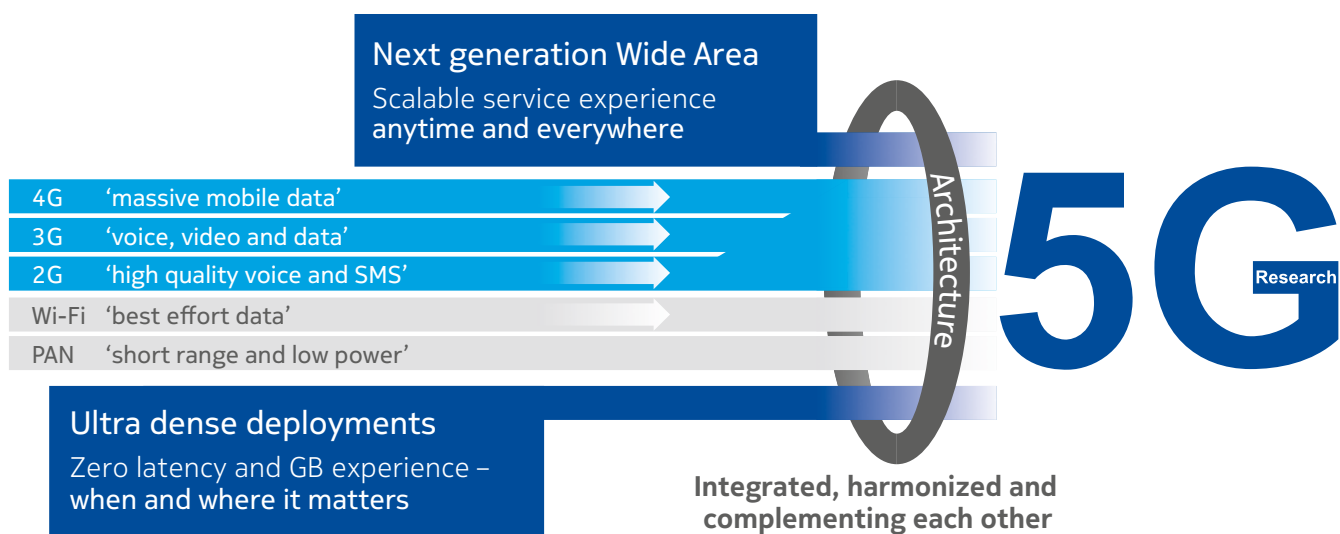 Next generation Wide Area
Scalable service experience
anytime and everywhere
4G ‘massive mobile data’
3G ‘voice, video and data’
2G ‘high quality voice and SMS’
Wi-Fi ‘best effort data’
PAN ‘short range and low power’
Architecture
5G
Research
Ultra dense deployments
Zero latency and GB experience –
when and where it matters
Integrated, harmonized and
complementing each other